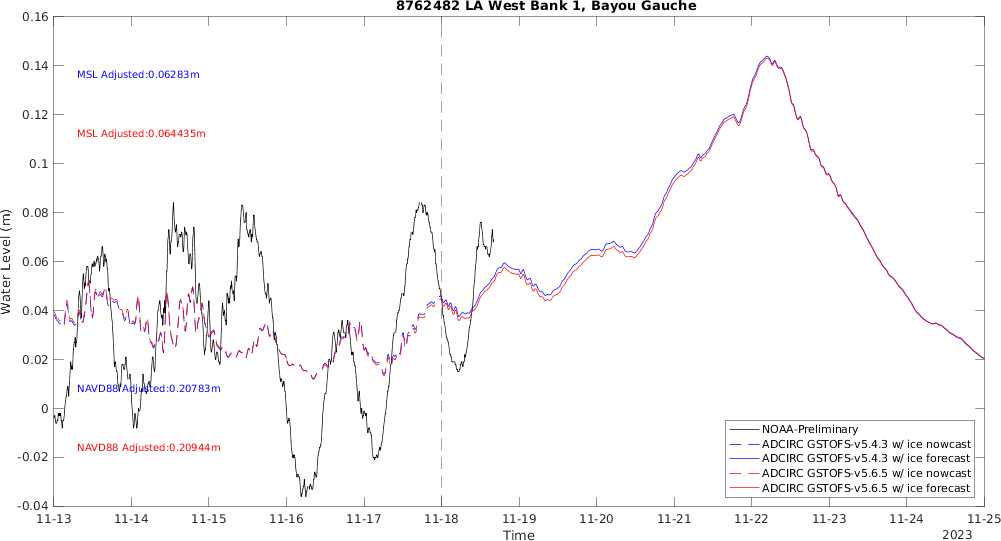 8762482 LA West Bank 1, Bayou Gauche
0.16
0.14
0.12
0.1
0.08
0.06
0.04
0.02
0
-0.02
-0.04
Water Level (m)
MSL Adjusted:0.06283m
MSL Adjusted:0.064435m
NAVD88 Adjusted:0.20783m
NAVD88 Adjusted:0.20944m
NOAA-Preliminary
ADCIRC GSTOFS-v5.4.3 w/ ice nowcast
ADCIRC GSTOFS-v5.4.3 w/ ice forecast
ADCIRC GSTOFS-v5.6.5 w/ ice nowcast
ADCIRC GSTOFS-v5.6.5 w/ ice forecast
11-13 11-14 11-15 11-16 11-17 11-18 11-19 11-20 11-21 11-22 11-23 11-24 11-25
Time
2023